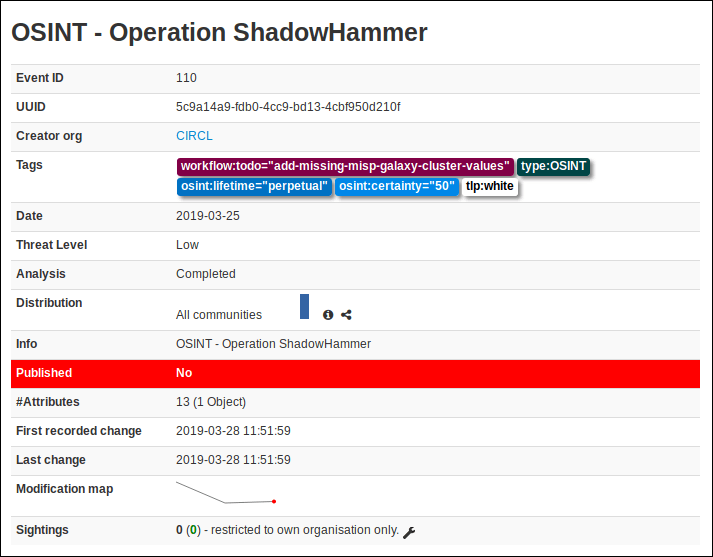 OSINT - Operation ShadowHammer
Event ID 110
UUID 5c9a14a9-fdb0-4cc9-bd13-4cbf950d210f
Creator org CIRCL
Tags workflow:todo="add-missing-misp-galaxy-cluster-values" type:OSINT
osint:lifetime="perpetual" osint:certainty="50" tlp:white
Date 2019-03-25
Threat Level Low
Analysis Completed
Distribution All communities
Info OSINT - Operation ShadowHammer
Published No
#Attributes 13 (1 Object)
First recorded change 2019-03-28 11:51:59
Last change 2019-03-28 11:51:59
Modification map
Sightings 0 (0) - restricted to own organisation only.